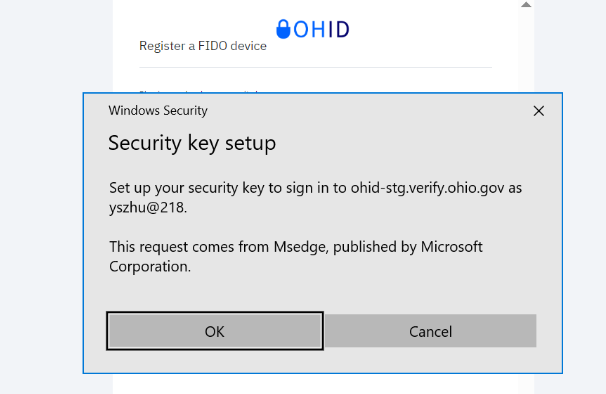 OHID
Register a FIDO device
Windows Security
Security key setup
Set up your security key to sign in to ohid-stg.verify.ohio.gov as
yszhu@218.
This request comes from Msedge, published by Microsoft
Corporation.
OK
Cancel